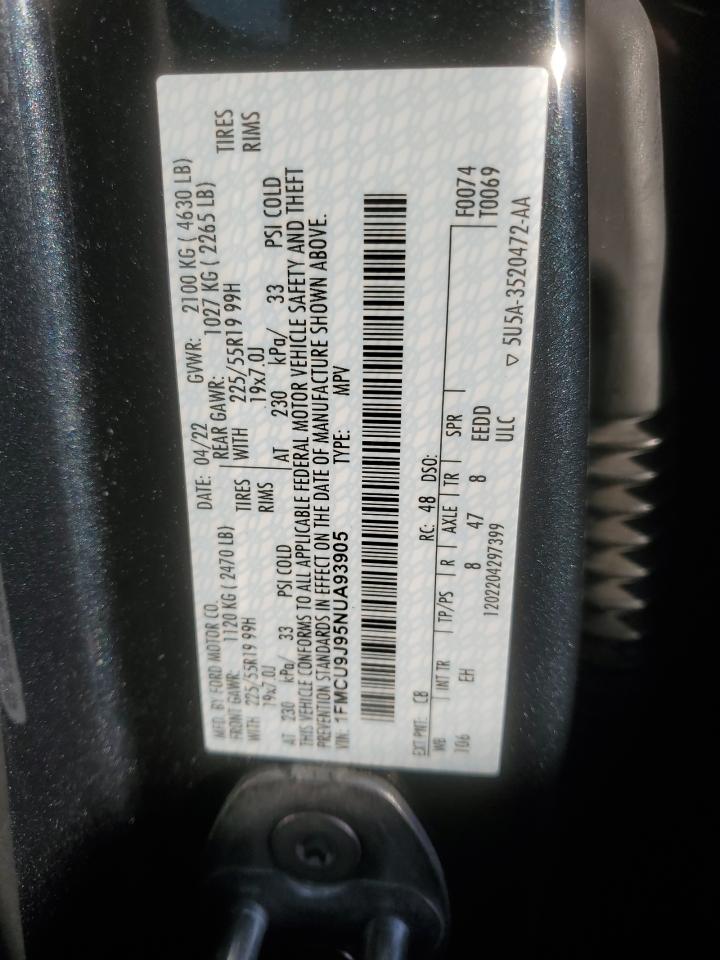 MFD. BY FORD MOTOR CO.
DATE: 04/22 GVWR: 2100 KG ( 4630 LB)
FRONT GAWR: 1120 KG ( 2470 LB) REAR GAWR: 1027 KG ( 2265 LB)
WITH 225/55R19 99H TIRES WITH 225/55R19 99H TIRES
19x7.0J RIMS 19x7.0J RIMS
AT 230 kPa/ 33 PSI COLD AT 230 kPa/ 33 PSI COLD
THIS VEHICLE CONFORMS TO ALL APPLICABLE FEDERAL MOTOR VEHICLE SAFETY AND THEFT
PREVENTION STANDARDS IN EFFECT ON THE DATE OF MANUFACTURE SHOWN ABOVE.
VIN: 1FMCU9J95NUA93905 TYPE: MPV
EXT PNT: C8 RC: 48 DSO:
WB INT TR TP/PS R AXLE TR SPR F0074
106 EH 8 47 8 EEDD T0069
1202204297399 ULC ▽ 5U5A-3520472-AA